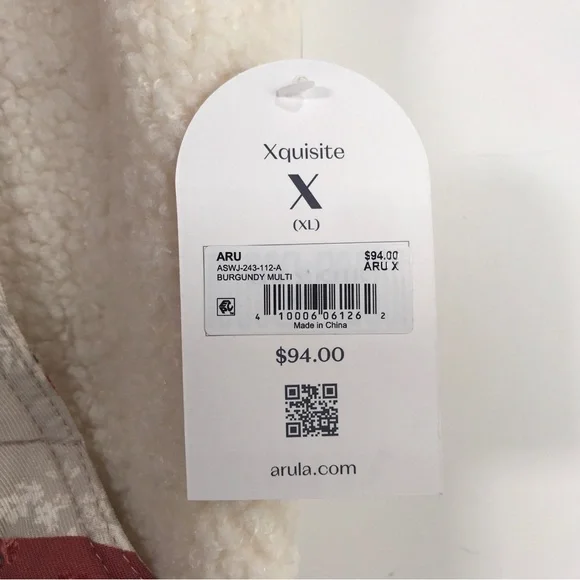 Xquisite
X
(XL)
ARU $94.00
ASWJ-243-112-A ARU X
BURGUNDY MULTI
4 10006 06126 2
Made in China
$94.00
arula.com